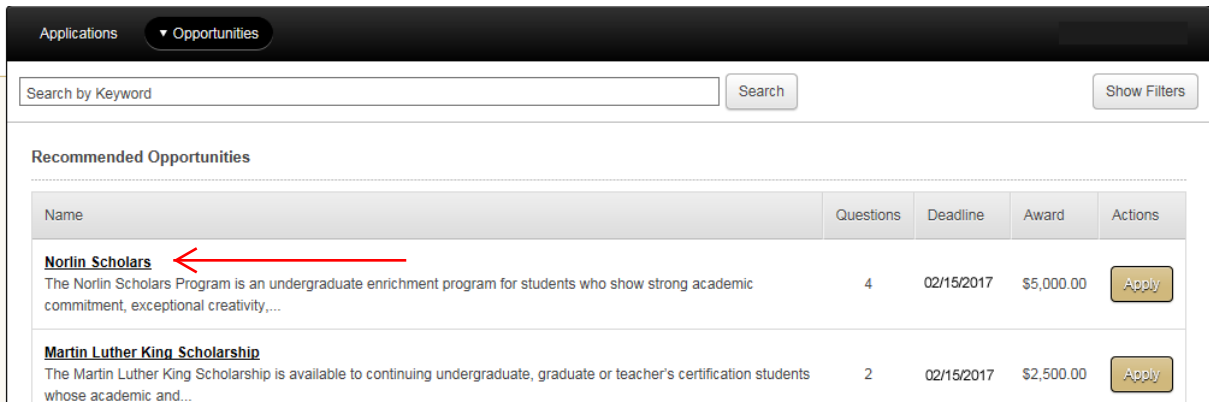 Applications ▾ Opportunities
Search by Keyword Search Show Filters
Recommended Opportunities
Name Questions Deadline Award Actions
Norlin Scholars
The Norlin Scholars Program is an undergraduate enrichment program for students who show strong academic
commitment, exceptional creativity,...
4 02/15/2017 $5,000.00 Apply
Martin Luther King Scholarship
The Martin Luther King Scholarship is available to continuing undergraduate, graduate or teacher's certification students
whose academic and...
2 02/15/2017 $2,500.00 Apply